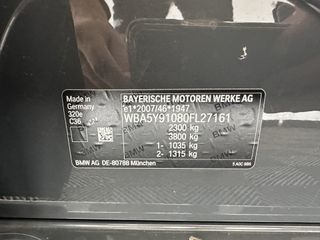 Made in
Germany
320e
C36
BAYERISCHE MOTOREN WERKE AG
e1*2007/46*1947
WBA5Y91080FL27161
2300 kg
3800 kg
1- 1035 kg
2- 1315 kg
BMW AG DE-80788 München